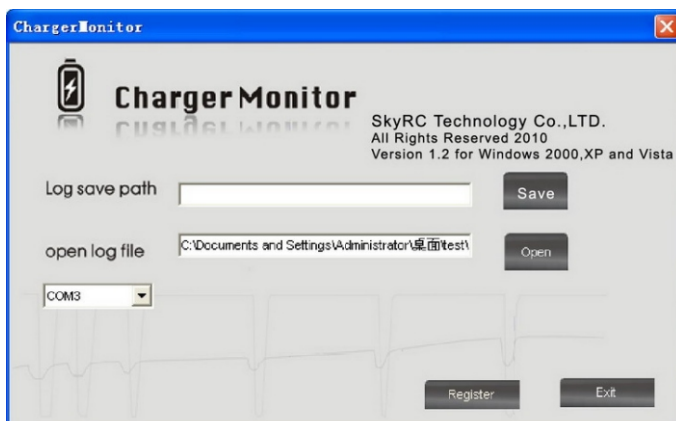 ChargerMonitor
Charger Monitor
SkyRC Technology Co.,LTD.
All Rights Reserved 2010
Version 1.2 for Windows 2000,XP and Vista
Log save path
Save
open log file
C:\Documents and Settings\Administrator\桌面\test\
Open
COM3
Register
Exit